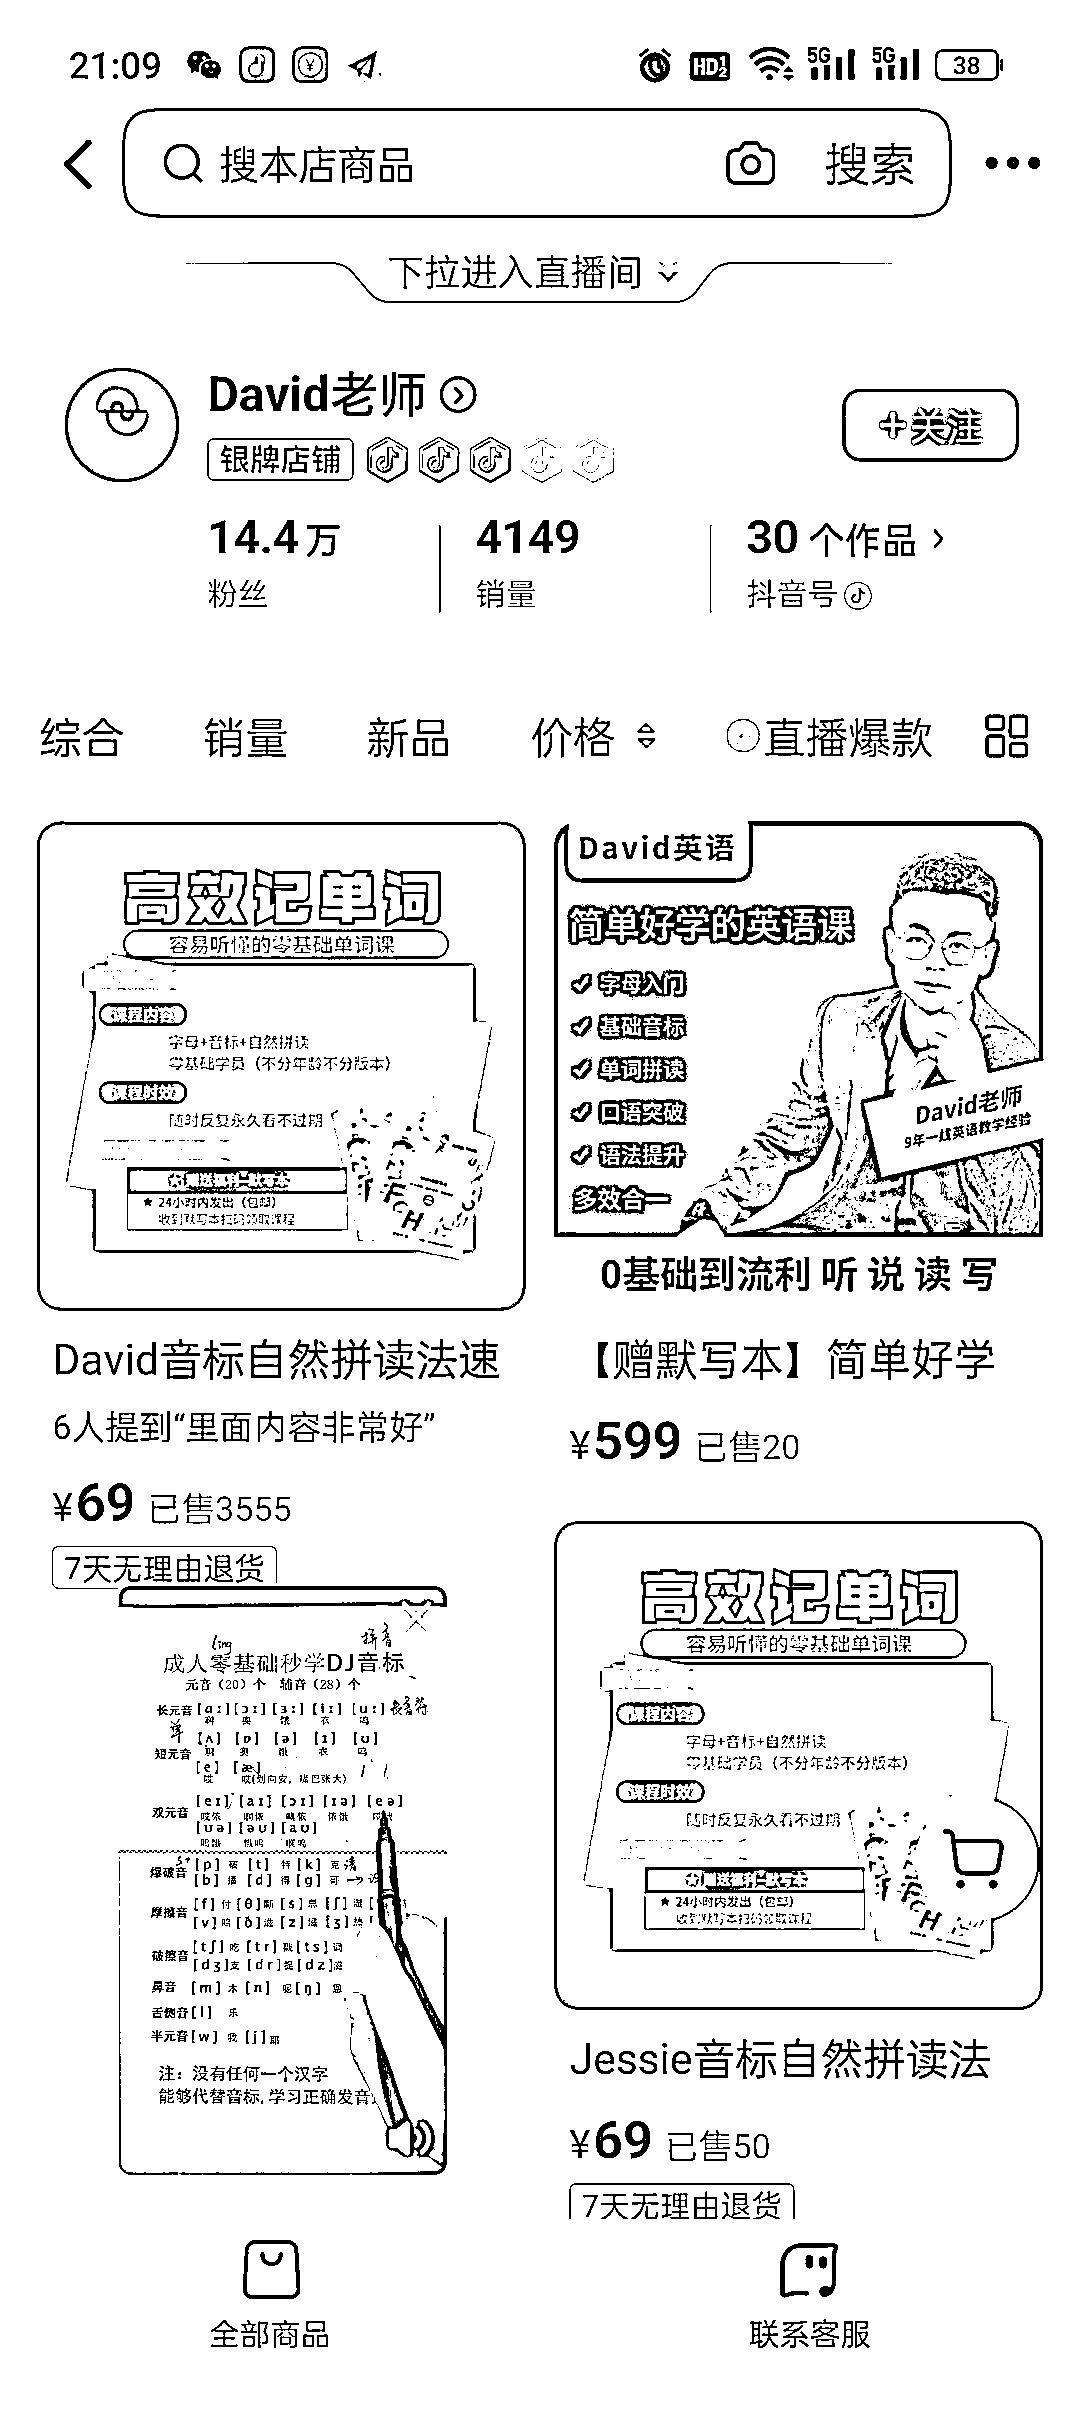 21:09
HD 1 2
5G
5G
38
搜本店商品
搜索
下拉进入直播间
David老师
银牌店铺
+关注
14.4万
4149
30 个作品
粉丝
销量
抖音号
综合
销量
新品
价格
直播爆款
高效记单词
容易听懂的零基础单词课
课程内容
字母+音标+自然拼读
零基础学员（不分年龄不分版本）
课程时效
随时反复永久看不过期
★ 24小时内发出（包邮）
收到默写本扫码领取课程
David音标自然拼读法速
6人提到“里面内容非常好”
¥69 已售3555
7天无理由退货
David英语
简单好学的英语课
字母入门
基础音标
单词拼读
口语突破
语法提升
多效合一
David老师
9年一线英语教学经验
0基础到流利 听 说 读 写
【赠默写本】简单好学
¥599 已售20
ling
拼音
成人零基础秒学DJ音标
元音（20）个 辅音（28）个
长元音 [ɑː] [ɔː] [ɜː] [iː] [uː]
短元音 [ʌ] [ɒ] [ə] [ɪ] [ʊ]
[e] [æ]
双元音 [eɪ] [aɪ] [ɔɪ] [ɪə] [eə]
[ʊə] [əʊ] [aʊ]
爆破音 [p] [t] [k]
[b] [d] [g]
摩擦音 [f] [θ] [s] [ʃ]
[v] [ð] [z] [ʒ]
破擦音 [tʃ] [tr] [ts]
[dʒ] [dr] [dz]
鼻音 [m] 木 [n] 呢 [ŋ] 恩
舌侧音 [l] 乐
半元音 [w] 我 [j] 耶
注：没有任何一个汉字
能够代替音标, 学习正确发音
高效记单词
容易听懂的零基础单词课
课程内容
字母+音标+自然拼读
零基础学员（不分年龄不分版本）
课程时效
随时反复永久看不过期
★ 24小时内发出（包邮）
收到默写本扫码领取课程
Jessie音标自然拼读法
¥69 已售50
7天无理由退货
全部商品
联系客服